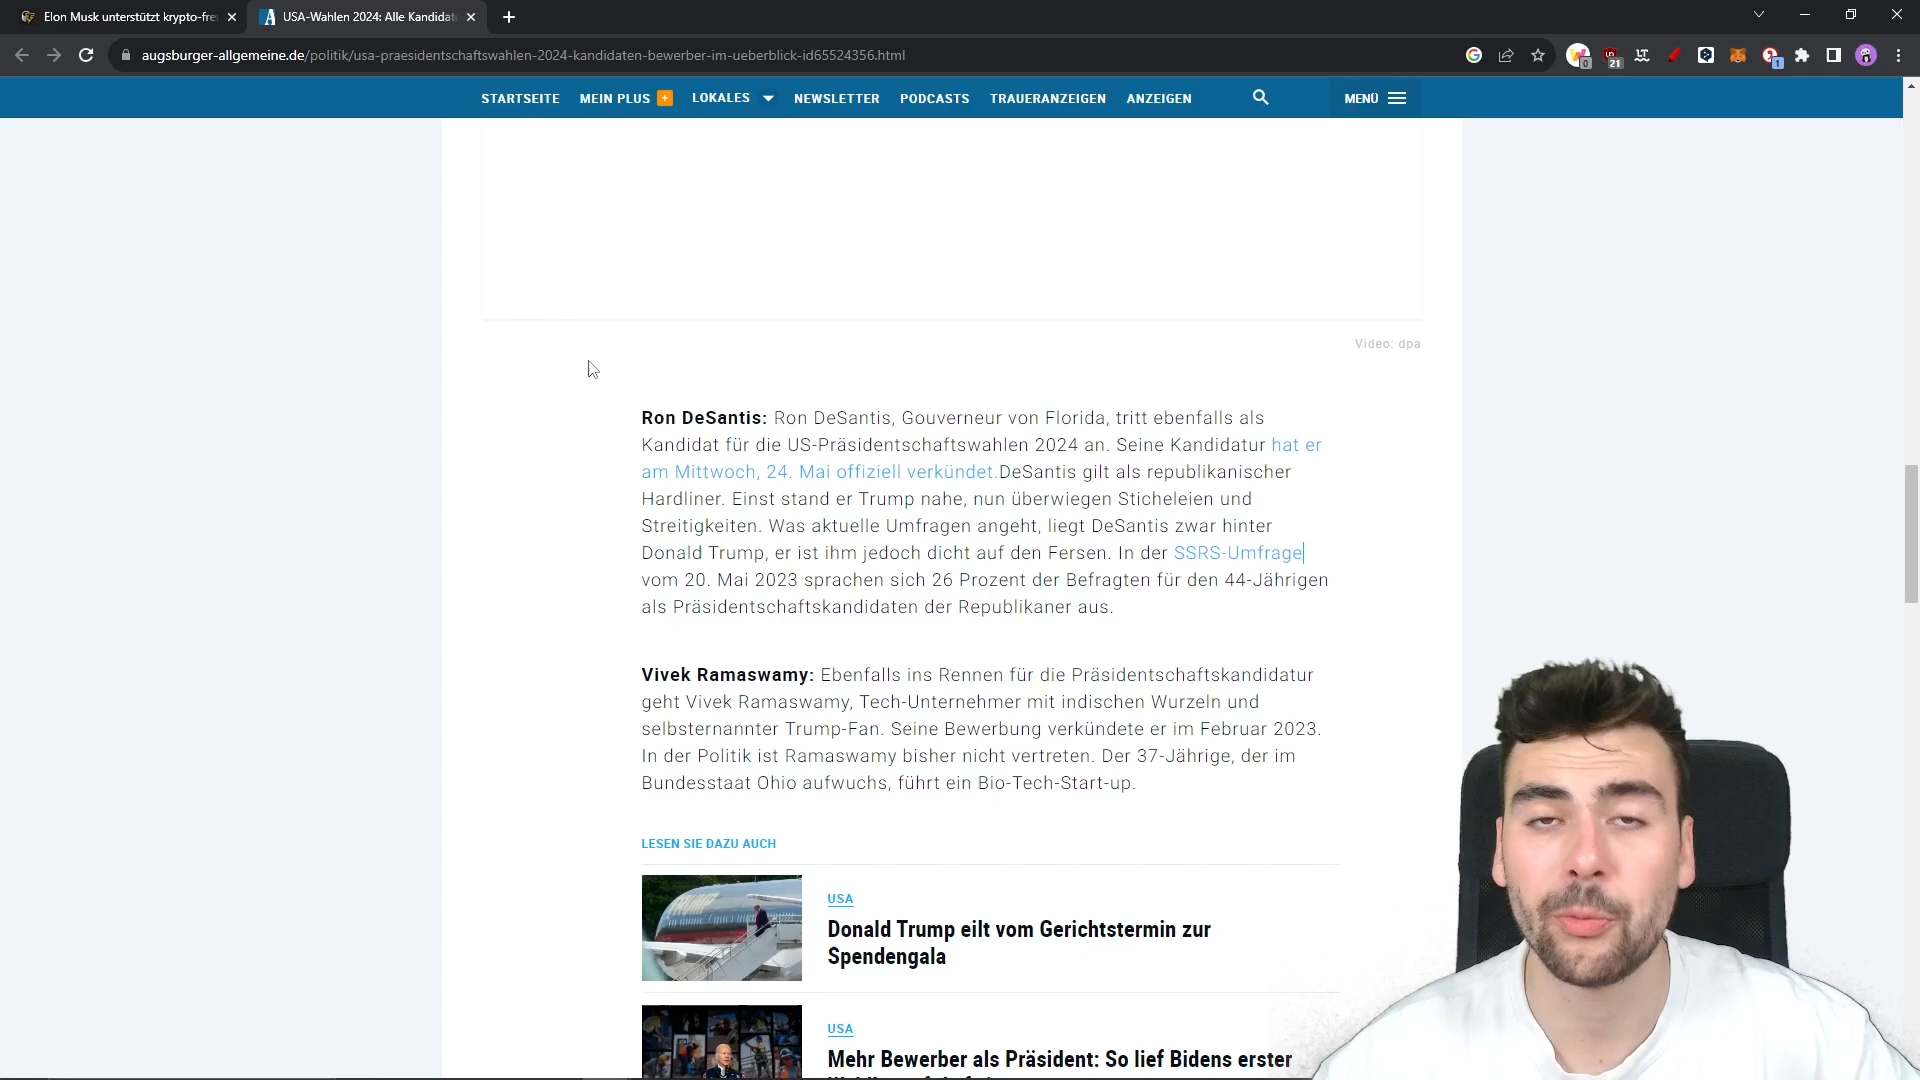 Elon Musk unterstützt krypto-fre
USA-Wahlen 2024: Alle Kandidat
augsburger-allgemeine.de/politik/usa-praesidentschaftswahlen-2024-kandidaten-bewerber-im-ueberblick-id65524356.html
0
21
1
STARTSEITE MEIN PLUS + LOKALES NEWSLETTER PODCASTS TRAUERANZEIGEN ANZEIGEN MENÜ
Video: dpa
Ron DeSantis: Ron DeSantis, Gouverneur von Florida, tritt ebenfalls als
Kandidat für die US-Präsidentschaftswahlen 2024 an. Seine Kandidatur hat er
am Mittwoch, 24. Mai offiziell verkündet.DeSantis gilt als republikanischer
Hardliner. Einst stand er Trump nahe, nun überwiegen Sticheleien und
Streitigkeiten. Was aktuelle Umfragen angeht, liegt DeSantis zwar hinter
Donald Trump, er ist ihm jedoch dicht auf den Fersen. In der SSRS-Umfrage
vom 20. Mai 2023 sprachen sich 26 Prozent der Befragten für den 44-Jährigen
als Präsidentschaftskandidaten der Republikaner aus.
Vivek Ramaswamy: Ebenfalls ins Rennen für die Präsidentschaftskandidatur
geht Vivek Ramaswamy, Tech-Unternehmer mit indischen Wurzeln und
selbsternannter Trump-Fan. Seine Bewerbung verkündete er im Februar 2023.
In der Politik ist Ramaswamy bisher nicht vertreten. Der 37-Jährige, der im
Bundesstaat Ohio aufwuchs, führt ein Bio-Tech-Start-up.
LESEN SIE DAZU AUCH
USA
Donald Trump eilt vom Gerichtstermin zur
Spendengala
USA
Mehr Bewerber als Präsident: So lief Bidens erster